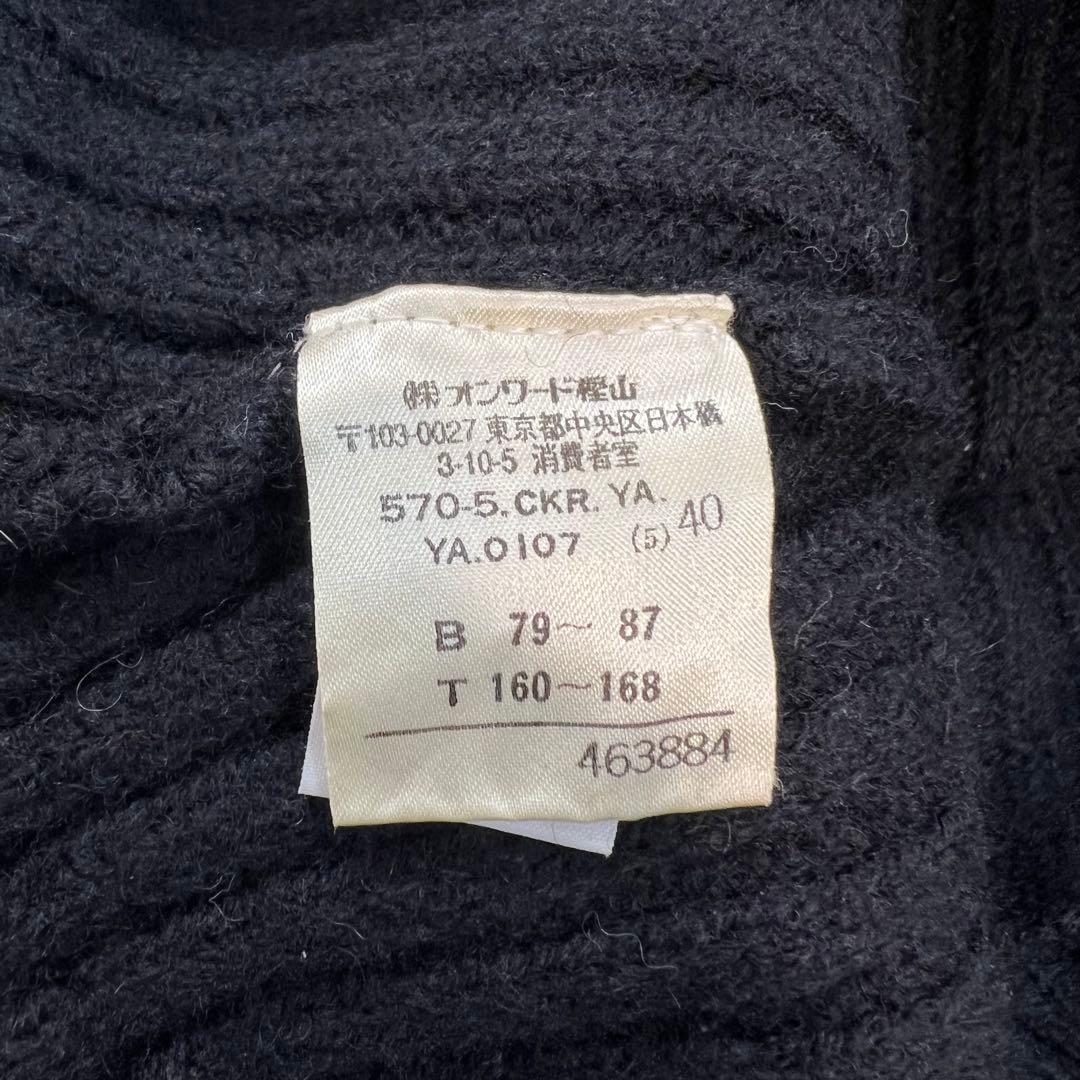 (株)オンワード樫山
〒103-0027 東京都中央区日本橋
3-10-5 消費者室
570-5.CKR.YA.
YA.0107 (5) 40
B 79〜 87
T 160〜168
463884